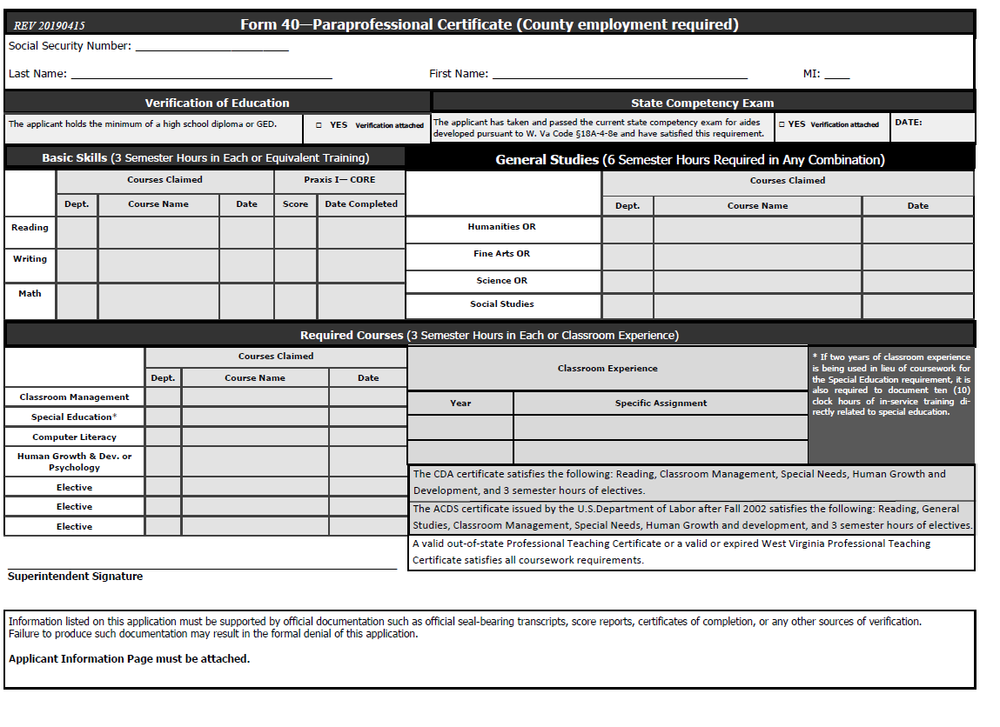 REV 20190415
Form 40—Paraprofessional Certificate (County employment required)
Social Security Number: ________________________
Last Name: _________________________________________ First Name: ________________________________________ MI: ____
Verification of Education
State Competency Exam
The applicant holds the minimum of a high school diploma or GED.
□ YES Verification attached
The applicant has taken and passed the current state competency exam for aides
developed pursuant to W. Va Code §18A-4-8e and have satisfied this requirement.
□ YES Verification attached
DATE:
Basic Skills (3 Semester Hours in Each or Equivalent Training)
Courses Claimed
Praxis I— CORE
Dept.
Course Name
Date
Score
Date Completed
Reading
Writing
Math
General Studies (6 Semester Hours Required in Any Combination)
Courses Claimed
Dept.
Course Name
Date
Humanities OR
Fine Arts OR
Science OR
Social Studies
Required Courses (3 Semester Hours in Each or Classroom Experience)
Courses Claimed
Dept.
Course Name
Date
Classroom Management
Special Education*
Computer Literacy
Human Growth & Dev. or
Psychology
Elective
Elective
Elective
Classroom Experience
Year
Specific Assignment
* If two years of classroom experience
is being used in lieu of coursework for
the Special Education requirement, it is
also required to document ten (10)
clock hours of in-service training di-
rectly related to special education.
The CDA certificate satisfies the following: Reading, Classroom Management, Special Needs, Human Growth and
Development, and 3 semester hours of electives.
The ACDS certificate issued by the U.S.Department of Labor after Fall 2002 satisfies the following: Reading, General
Studies, Classroom Management, Special Needs, Human Growth and development, and 3 semester hours of electives.
A valid out-of-state Professional Teaching Certificate or a valid or expired West Virginia Professional Teaching
Certificate satisfies all coursework requirements.
Superintendent Signature
Information listed on this application must be supported by official documentation such as official seal-bearing transcripts, score reports, certificates of completion, or any other sources of verification.
Failure to produce such documentation may result in the formal denial of this application.
Applicant Information Page must be attached.